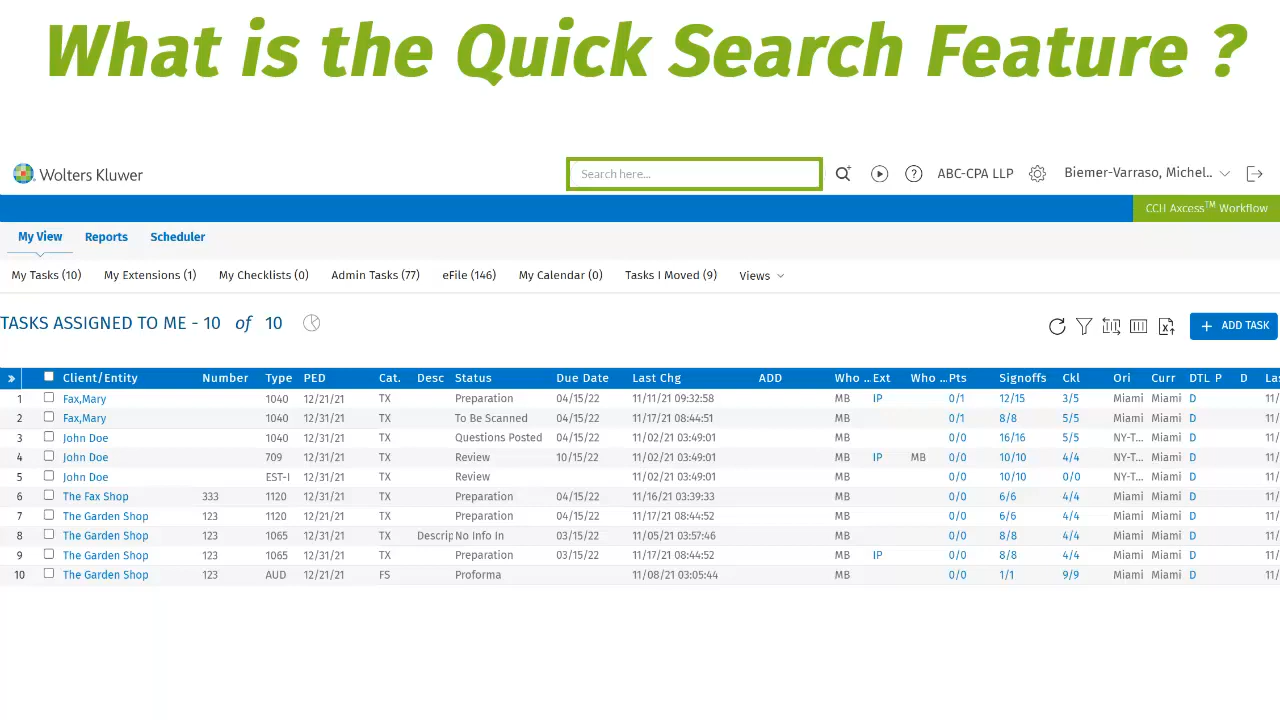 What is the Quick Search Feature ?
Wolters Kluwer Search here... ABC-CPA LLP Biemer-Varraso, Michel..
CCH Axcess™ Workflow
My View Reports Scheduler
My Tasks (10) My Extensions (1) My Checklists (0) Admin Tasks (77) eFile (146) My Calendar (0) Tasks I Moved (9) Views
TASKS ASSIGNED TO ME - 10 of 10 + ADD TASK
» Client/Entity Number Type PED Cat. Desc Status Due Date Last Chg ADD Who ... Ext Who ... Pts Signoffs Ckl Ori Curr DTL P D Las
1 Fax,Mary 1040 12/21/21 TX Preparation 04/15/22 11/11/21 09:32:58 MB IP 0/1 12/15 3/5 Miami Miami D 11/
2 Fax,Mary 1040 12/21/21 TX To Be Scanned 04/15/22 11/17/21 08:44:51 MB 0/1 8/8 5/5 Miami Miami D 11/
3 John Doe 1040 12/31/21 TX Questions Posted 04/15/22 11/02/21 03:49:01 MB 0/0 16/16 5/5 NY-T... Miami D 11/
4 John Doe 709 12/31/21 TX Review 10/15/22 11/02/21 03:49:01 MB IP MB 0/0 10/10 4/4 NY-T... Miami D 11/
5 John Doe EST-I 12/31/21 TX Review 11/02/21 03:49:01 MB 0/0 10/10 0/0 NY-T... Miami D 11/
6 The Fax Shop 333 1120 12/31/21 TX Preparation 04/15/22 11/16/21 03:39:33 MB 0/0 6/6 4/4 Miami Miami D 11/
7 The Garden Shop 123 1120 12/21/21 TX Preparation 04/15/22 11/17/21 08:44:52 MB 0/0 6/6 4/4 Miami Miami D 11/
8 The Garden Shop 123 1065 12/31/21 TX Descrip No Info In 03/15/22 11/05/21 03:57:46 MB 0/0 8/8 4/4 Miami Miami D 11/
9 The Garden Shop 123 1065 12/31/21 TX Preparation 03/15/22 11/17/21 08:44:52 MB IP 0/0 8/8 4/4 Miami Miami D 11/
10 The Garden Shop 123 AUD 12/21/21 FS Proforma 11/08/21 03:05:44 MB 0/0 1/1 9/9 Miami Miami D 11/